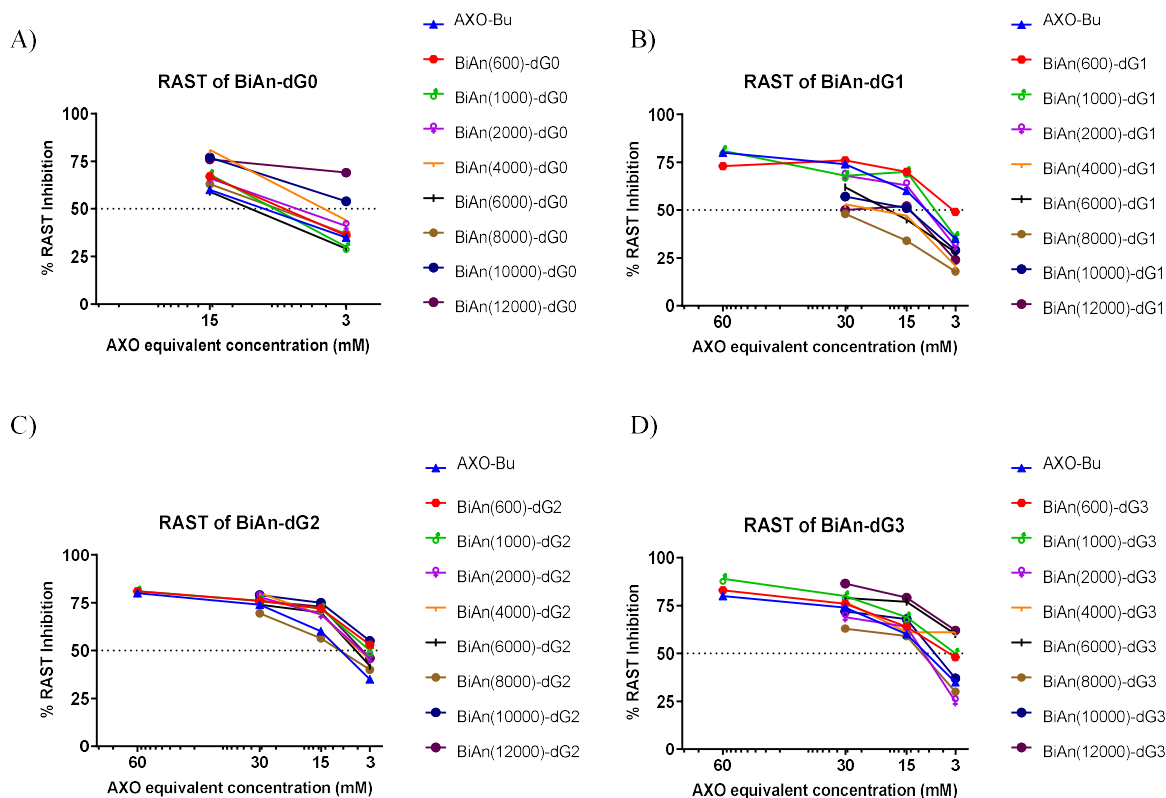 A)
RAST of BiAn-dG0
% RAST Inhibition
100
75
50
25
0
15
3
AXO equivalent concentration (mM)
AXO-Bu
BiAn(600)-dG0
BiAn(1000)-dG0
BiAn(2000)-dG0
BiAn(4000)-dG0
BiAn(6000)-dG0
BiAn(8000)-dG0
BiAn(10000)-dG0
BiAn(12000)-dG0
B)
RAST of BiAn-dG1
% RAST Inhibition
100
75
50
25
0
60
30
15
3
AXO equivalent concentration (mM)
AXO-Bu
BiAn(600)-dG1
BiAn(1000)-dG1
BiAn(2000)-dG1
BiAn(4000)-dG1
BiAn(6000)-dG1
BiAn(8000)-dG1
BiAn(10000)-dG1
BiAn(12000)-dG1
C)
RAST of BiAn-dG2
% RAST Inhibition
100
75
50
25
0
60
30
15
3
AXO equivalent concentration (mM)
AXO-Bu
BiAn(600)-dG2
BiAn(1000)-dG2
BiAn(2000)-dG2
BiAn(4000)-dG2
BiAn(6000)-dG2
BiAn(8000)-dG2
BiAn(10000)-dG2
BiAn(12000)-dG2
D)
RAST of BiAn-dG3
% RAST Inhibition
100
75
50
25
0
60
30
15
3
AXO equivalent concentration (mM)
AXO-Bu
BiAn(600)-dG3
BiAn(1000)-dG3
BiAn(2000)-dG3
BiAn(4000)-dG3
BiAn(6000)-dG3
BiAn(8000)-dG3
BiAn(10000)-dG3
BiAn(12000)-dG3